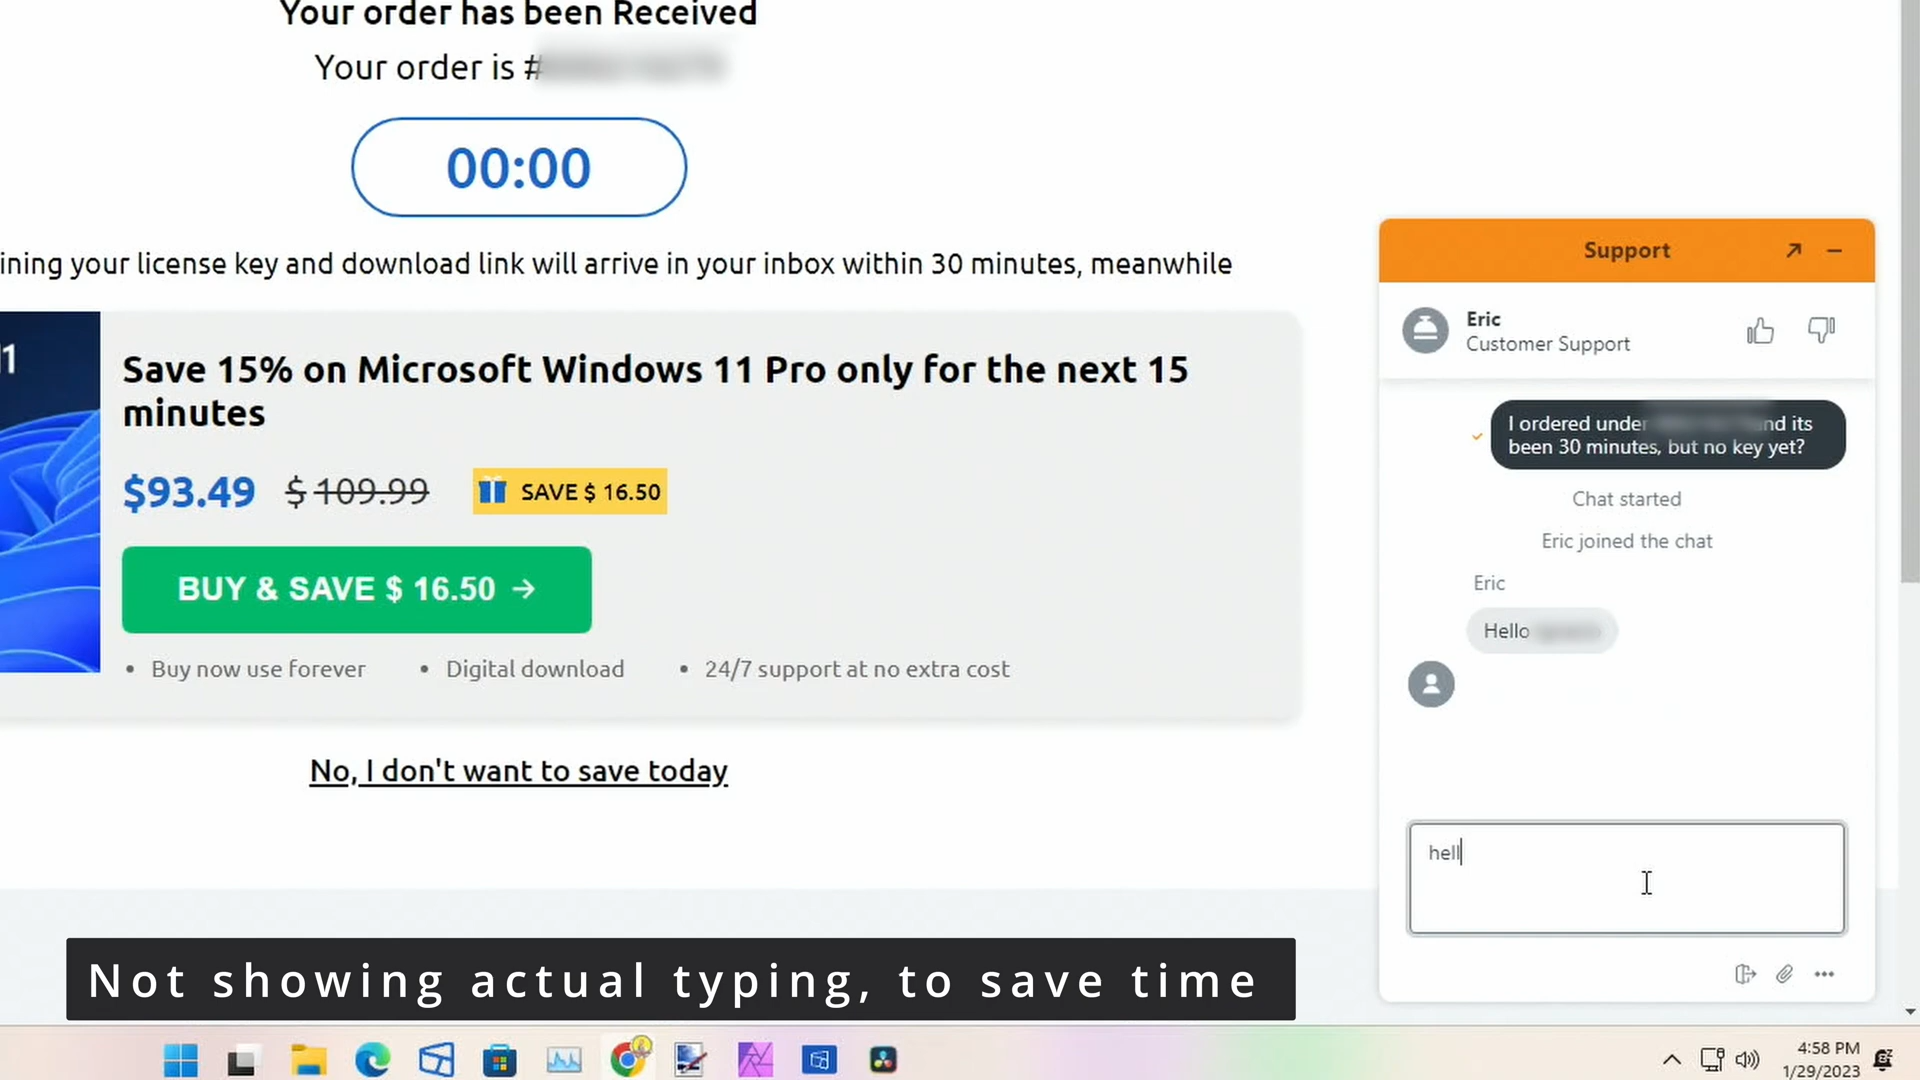 Your order has been Received
Your order is #
00:00
ining your license key and download link will arrive in your inbox within 30 minutes, meanwhile
11
Save 15% on Microsoft Windows 11 Pro only for the next 15
minutes
$93.49 $ 109.99 SAVE $ 16.50
BUY & SAVE $ 16.50 →
• Buy now use forever • Digital download • 24/7 support at no extra cost
No, I don't want to save today
Support
Eric
Customer Support
I ordered under nd its
been 30 minutes, but no key yet?
Chat started
Eric joined the chat
Eric
Hello
hell
Not showing actual typing, to save time
4:58 PM
1/29/2023